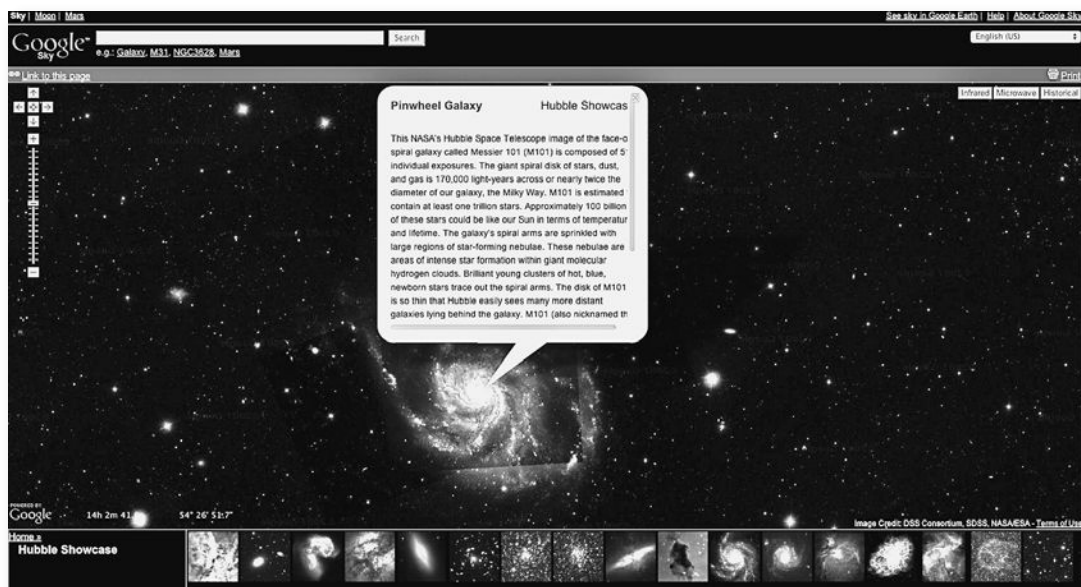 Sky | Moon | Mars
See sky in Google Earth | Help | About Google Sky
Google™
Sky
Search
English (US)
e.g.: Galaxy, M31, NGC3628, Mars
Link to this page
Print
Infrared Microwave Historical
Pinwheel Galaxy Hubble Showcas
This NASA's Hubble Space Telescope image of the face-o
spiral galaxy called Messier 101 (M101) is composed of 5
individual exposures. The giant spiral disk of stars, dust,
and gas is 170,000 light-years across or nearly twice the
diameter of our galaxy, the Milky Way. M101 is estimated
contain at least one trillion stars. Approximately 100 billion
of these stars could be like our Sun in terms of temperatur
and lifetime. The galaxy's spiral arms are sprinkled with
large regions of star-forming nebulae. These nebulae are
areas of intense star formation within giant molecular
hydrogen clouds. Brilliant young clusters of hot, blue,
newborn stars trace out the spiral arms. The disk of M101
is so thin that Hubble easily sees many more distant
galaxies lying behind the galaxy. M101 (also nicknamed th
POWERED BY
Google
14h 2m 41. 54° 26' 51.7"
Image Credit: DSS Consortium, SDSS, NASA/ESA - Terms of Use
Home »
Hubble Showcase